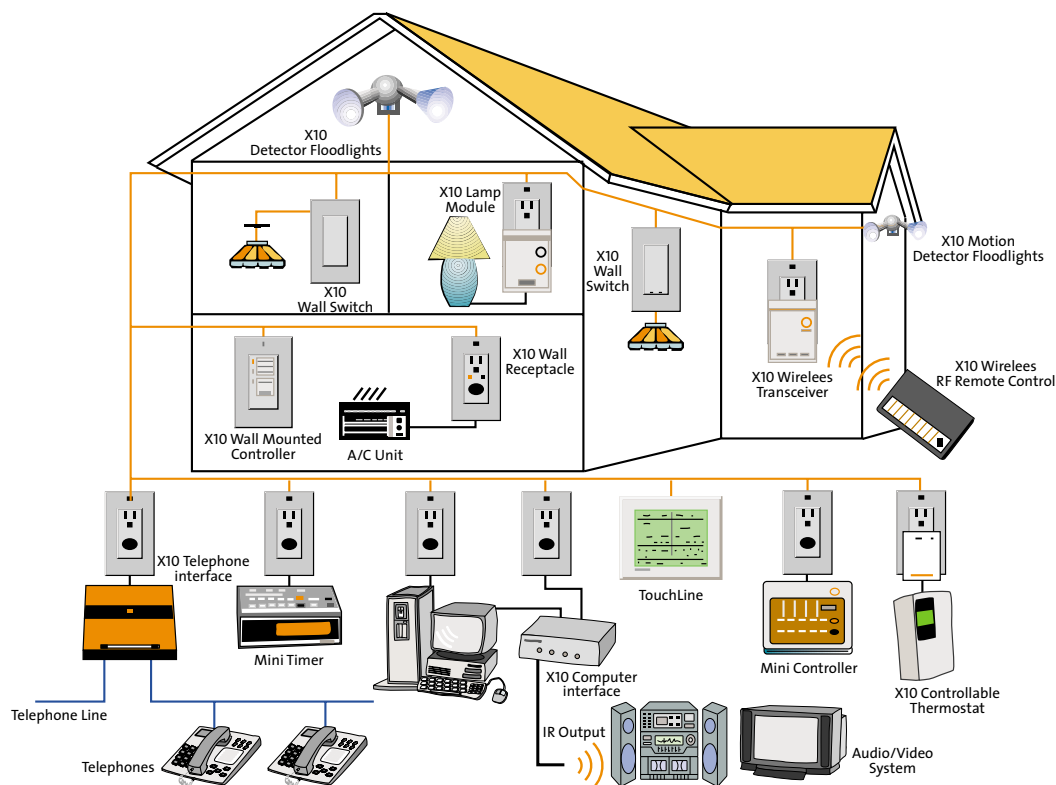 X10
Detector Floodlights
X10 Lamp
Module
X10
Wall Switch
X10
Wall
Switch
X10 Motion
Detector Floodlights
X10 Wall
Receptacle
X10 Wirelees
Transceiver
X10 Wirelees
RF Remote Control
X10 Wall Mounted
Controller
A/C Unit
X10 Telephone
interface
Mini Timer
TouchLine
Mini Controller
X10 Computer
interface
X10 Controllable
Thermostat
Telephone Line
IR Output
Telephones
Audio/Video
System